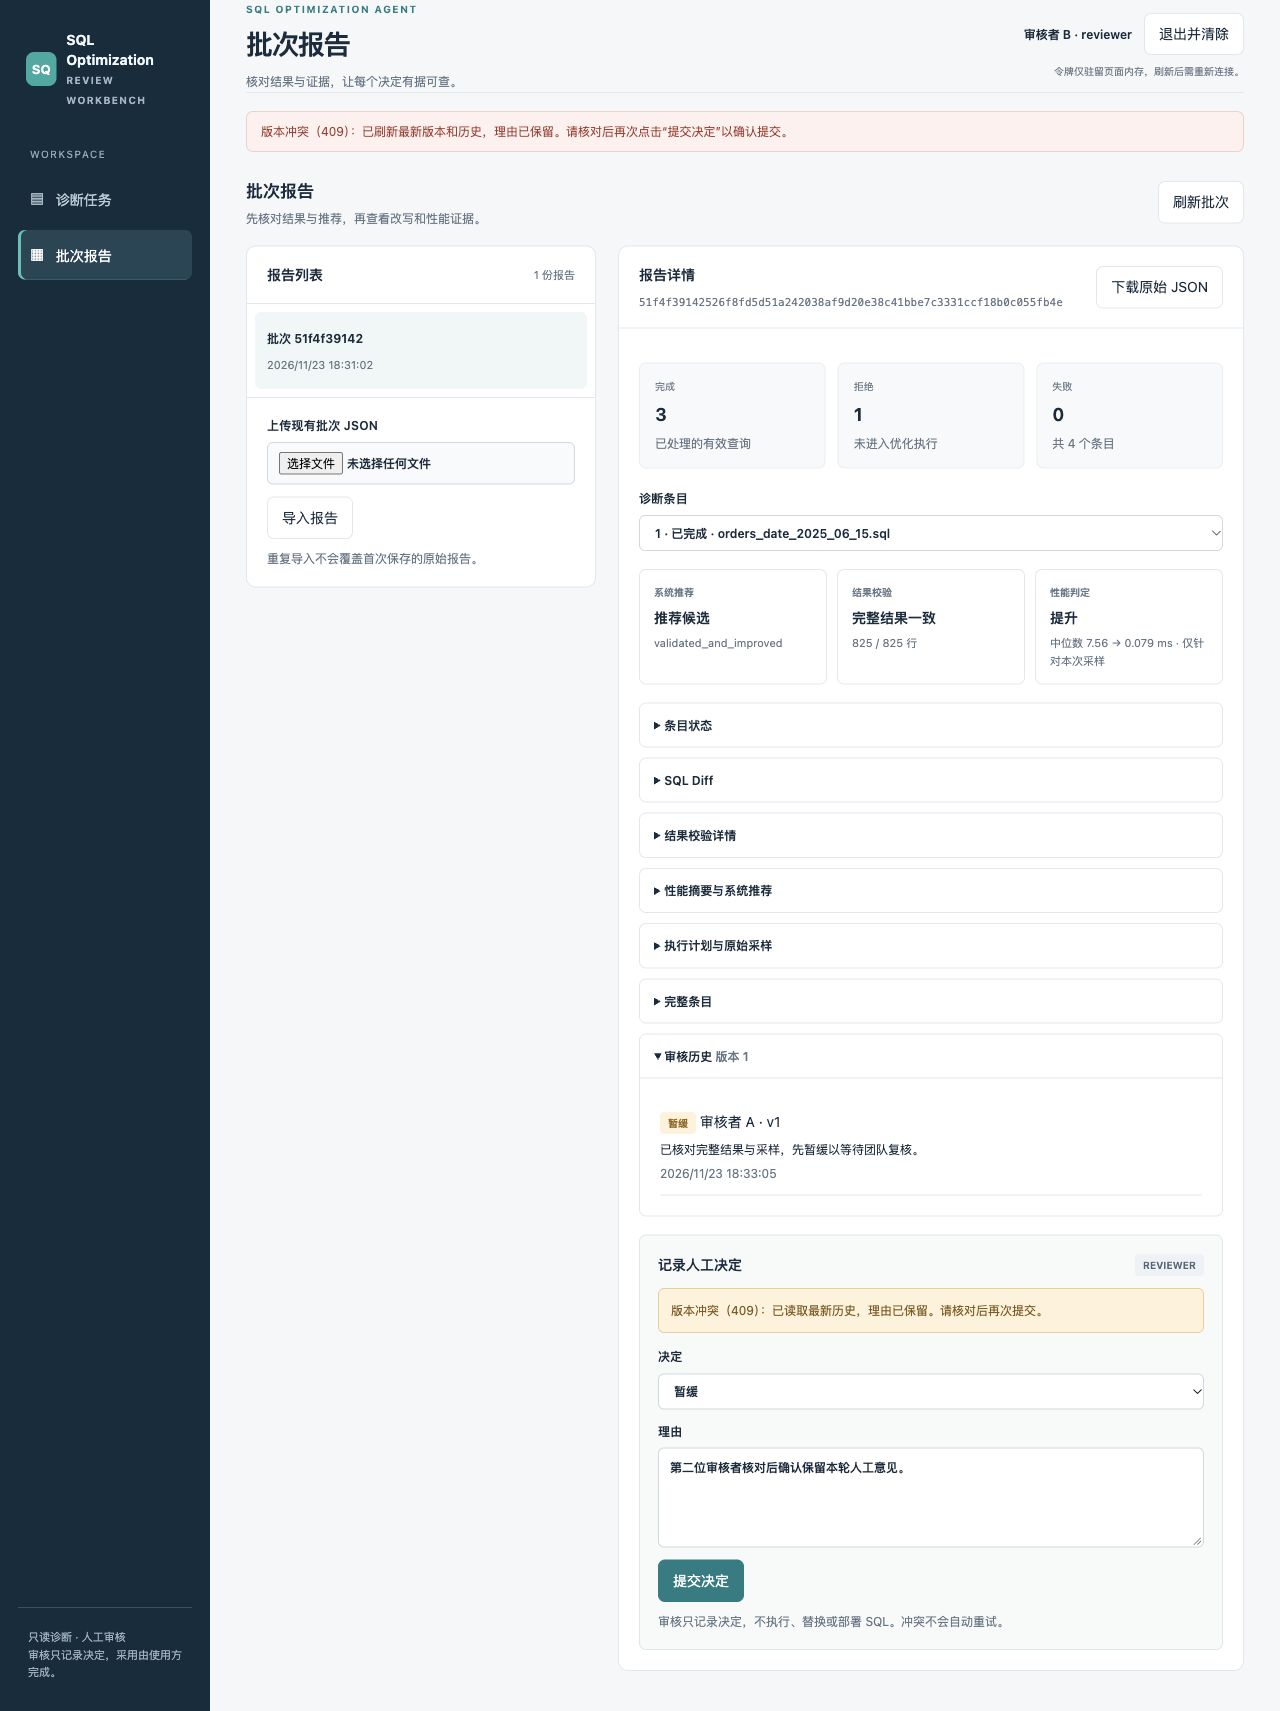 SQ
SQL
Optimization
REVIEW
WORKBENCH
WORKSPACE
诊断任务
批次报告
只读诊断 · 人工审核
审核只记录决定，采用由使用方
完成。
SQL OPTIMIZATION AGENT
批次报告
核对结果与证据，让每个决定有据可查。
审核者 B · reviewer
退出并清除
令牌仅驻留页面内存，刷新后需重新连接。
版本冲突（409）：已刷新最新版本和历史，理由已保留。请核对后再次点击“提交决定”以确认提交。
批次报告
先核对结果与推荐，再查看改写和性能证据。
刷新批次
报告列表
1 份报告
批次 51f4f39142
2026/11/23 18:31:02
上传现有批次 JSON
选择文件 未选择任何文件
导入报告
重复导入不会覆盖首次保存的原始报告。
报告详情
51f4f39142526f8fd5d51a242038af9d20e38c41bbe7c3331ccf18b0c055fb4e
下载原始 JSON
完成
3
已处理的有效查询
拒绝
1
未进入优化执行
失败
0
共 4 个条目
诊断条目
1 · 已完成 · orders_date_2025_06_15.sql
系统推荐
推荐候选
validated_and_improved
结果校验
完整结果一致
825 / 825 行
性能判定
提升
中位数 7.56 → 0.079 ms · 仅针
对本次采样
条目状态
SQL Diff
结果校验详情
性能摘要与系统推荐
执行计划与原始采样
完整条目
审核历史 版本 1
暂缓 审核者 A · v1
已核对完整结果与采样，先暂缓以等待团队复核。
2026/11/23 18:33:05
记录人工决定
REVIEWER
版本冲突（409）：已读取最新历史，理由已保留。请核对后再次提交。
决定
暂缓
理由
第二位审核者核对后确认保留本轮人工意见。
提交决定
审核只记录决定，不执行、替换或部署 SQL。冲突不会自动重试。